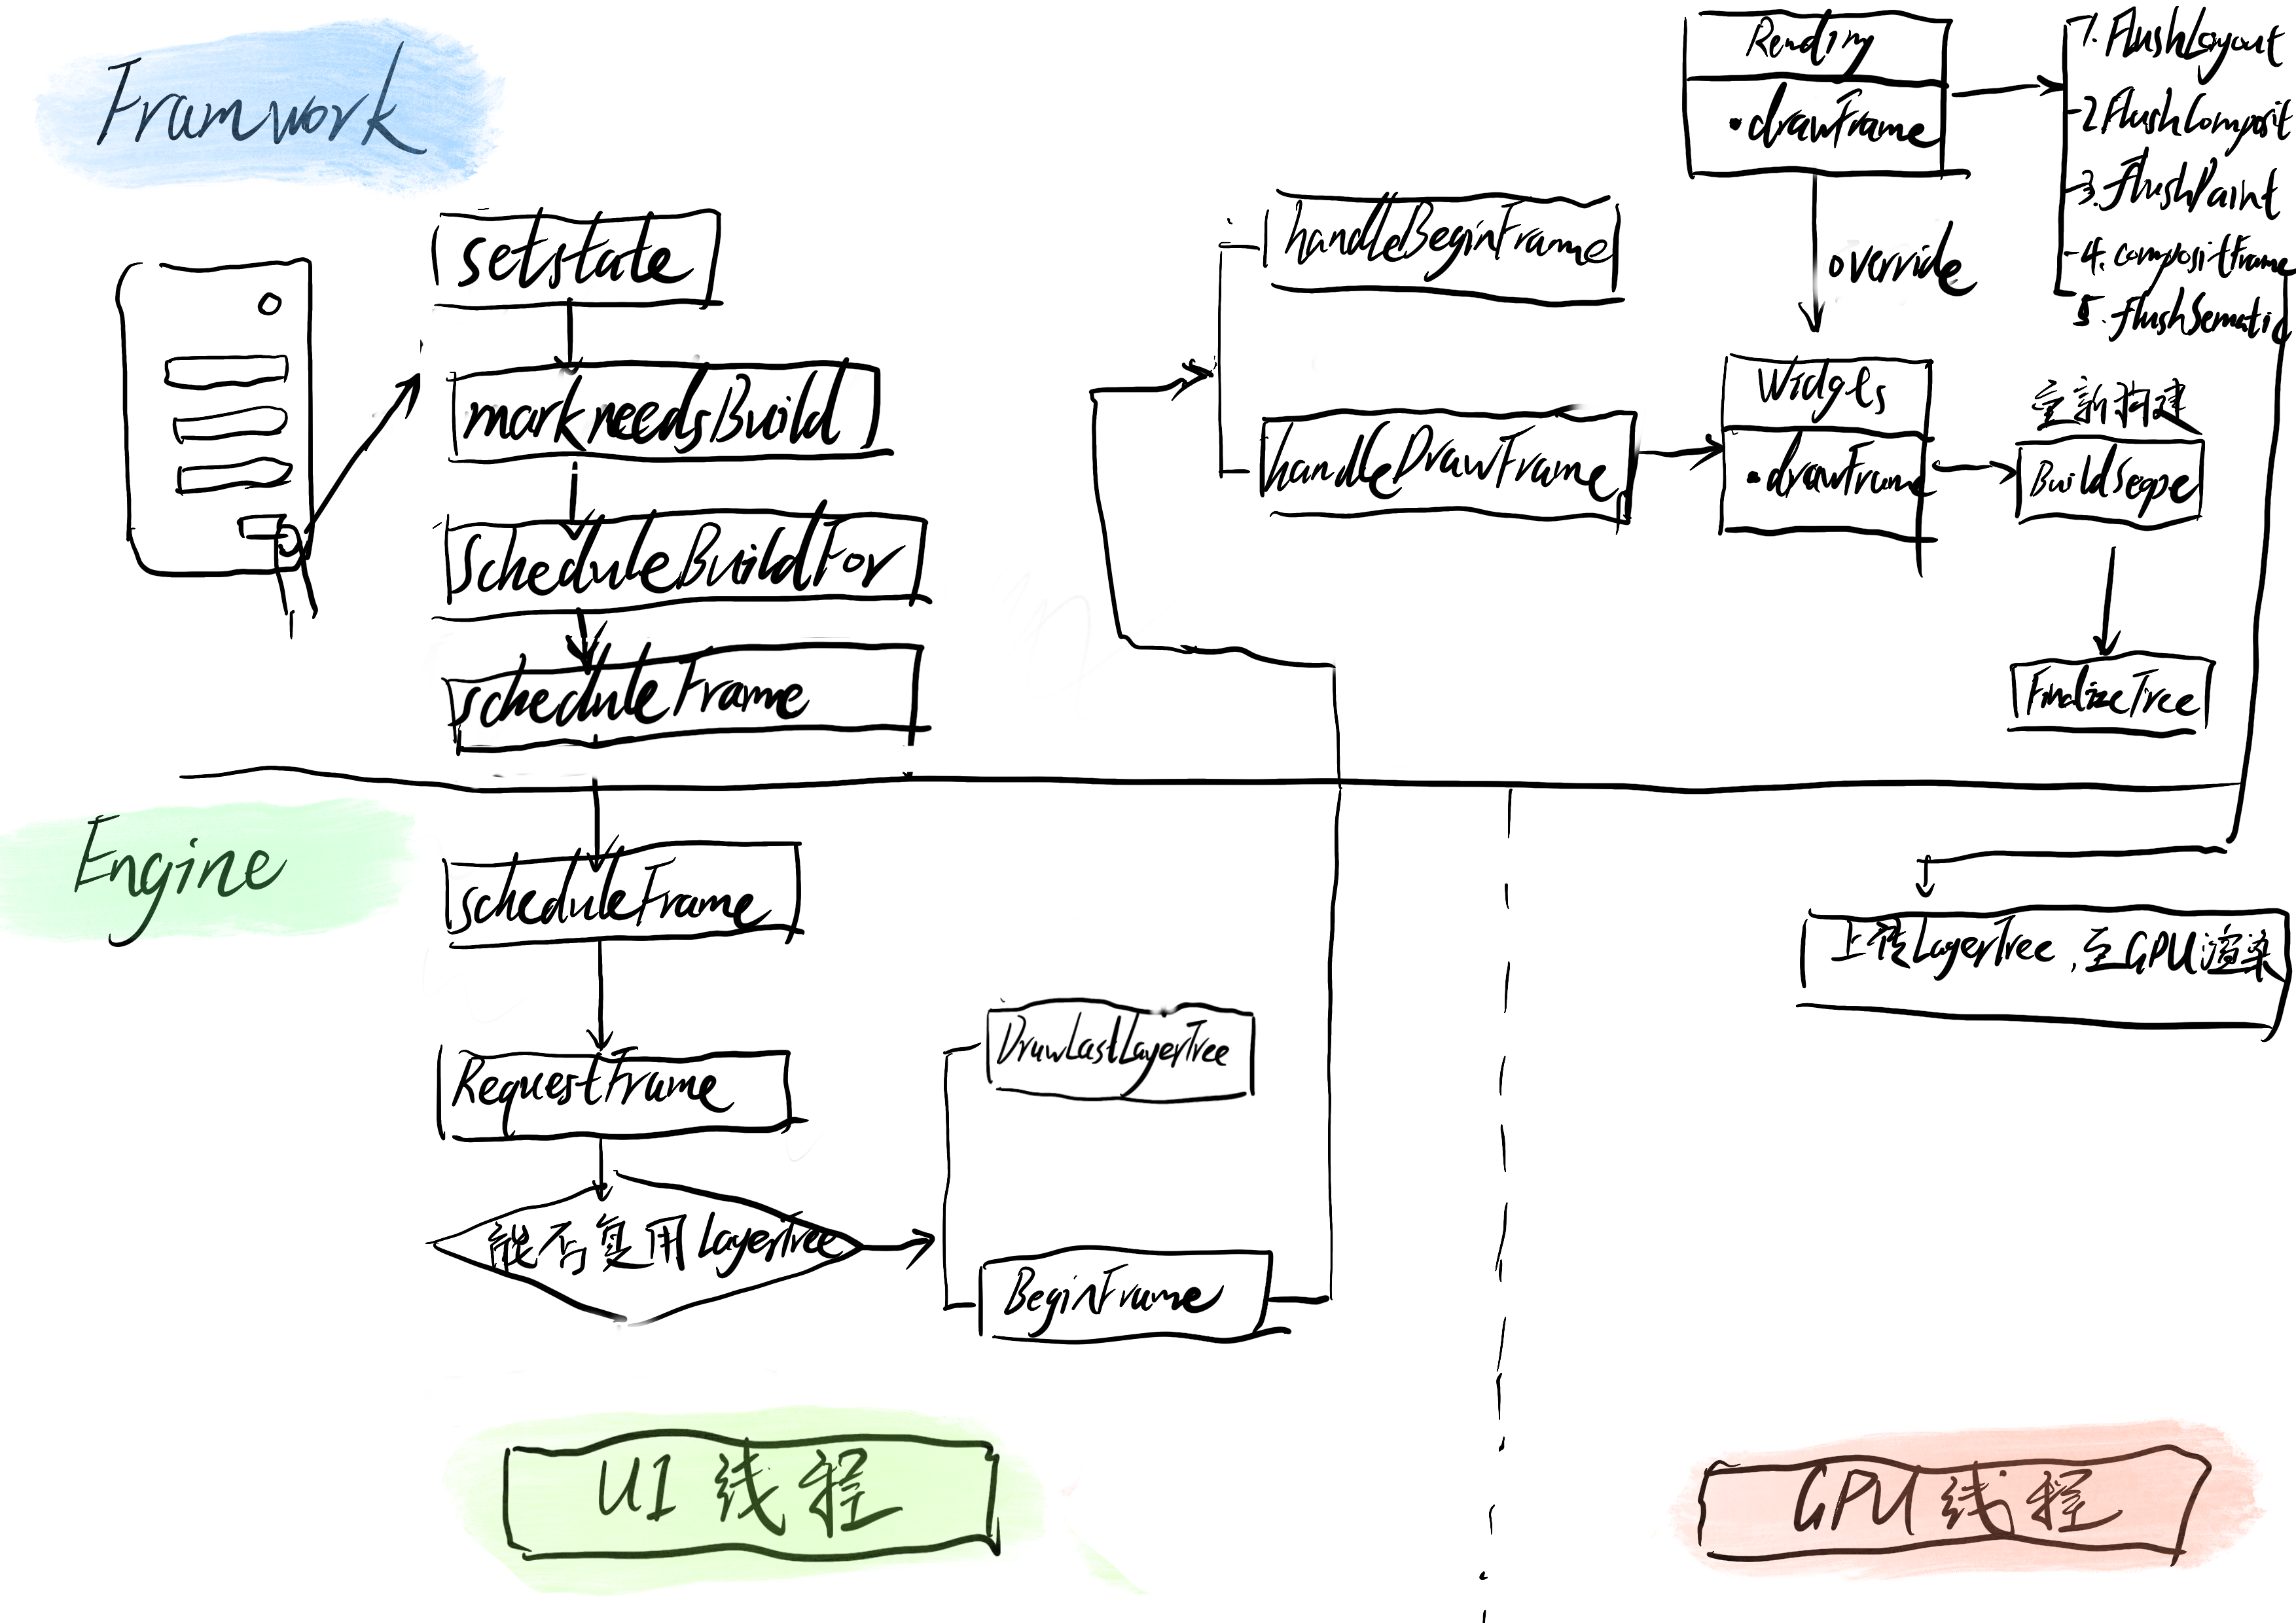 Framwork
setstate
markneedsBuild
ScheduleBuildFor
scheduleFrame
handleBeginFrame
handleDrawFrame
Rending
•drawFrame
override
Widgets
•drawFrame
1.FlushLayout
2.FlushComposit
3.FlushPaint
4.compositFrame
5.flushSematic
重新构建
BuildScope
FinalizeTree
Engine
scheduleFrame
RequestFrame
能否复用LayerTree
DrawLastLayerTree
BeginFrame
上传LayerTree,至GPU渲染
UI线程
GPU线程